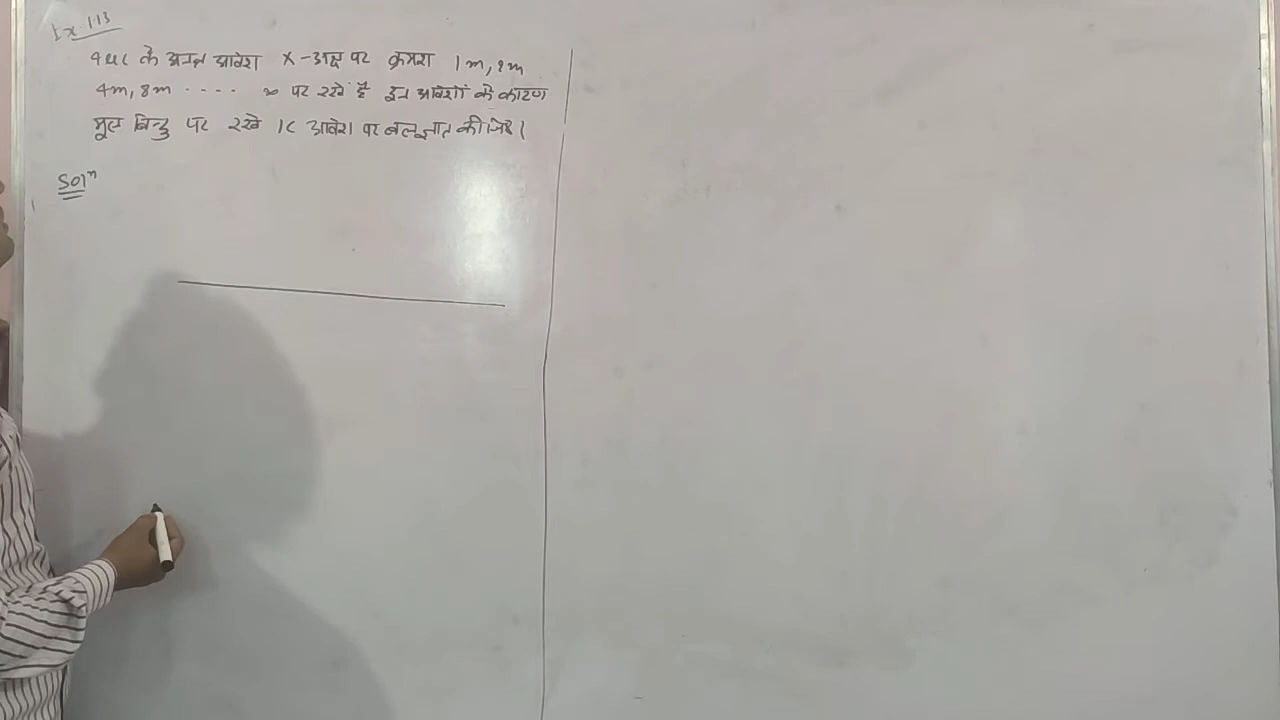 Ex.113
4μc के अनन्त आवेश X-अक्ष पर क्रमश 1m, 2m
4m, 8m .... ∞ पर रखे है इन आवेशों के कारण
मूल बिन्दु पर रखे 1C आवेश पर बल ज्ञात कीजिये।
Solⁿ